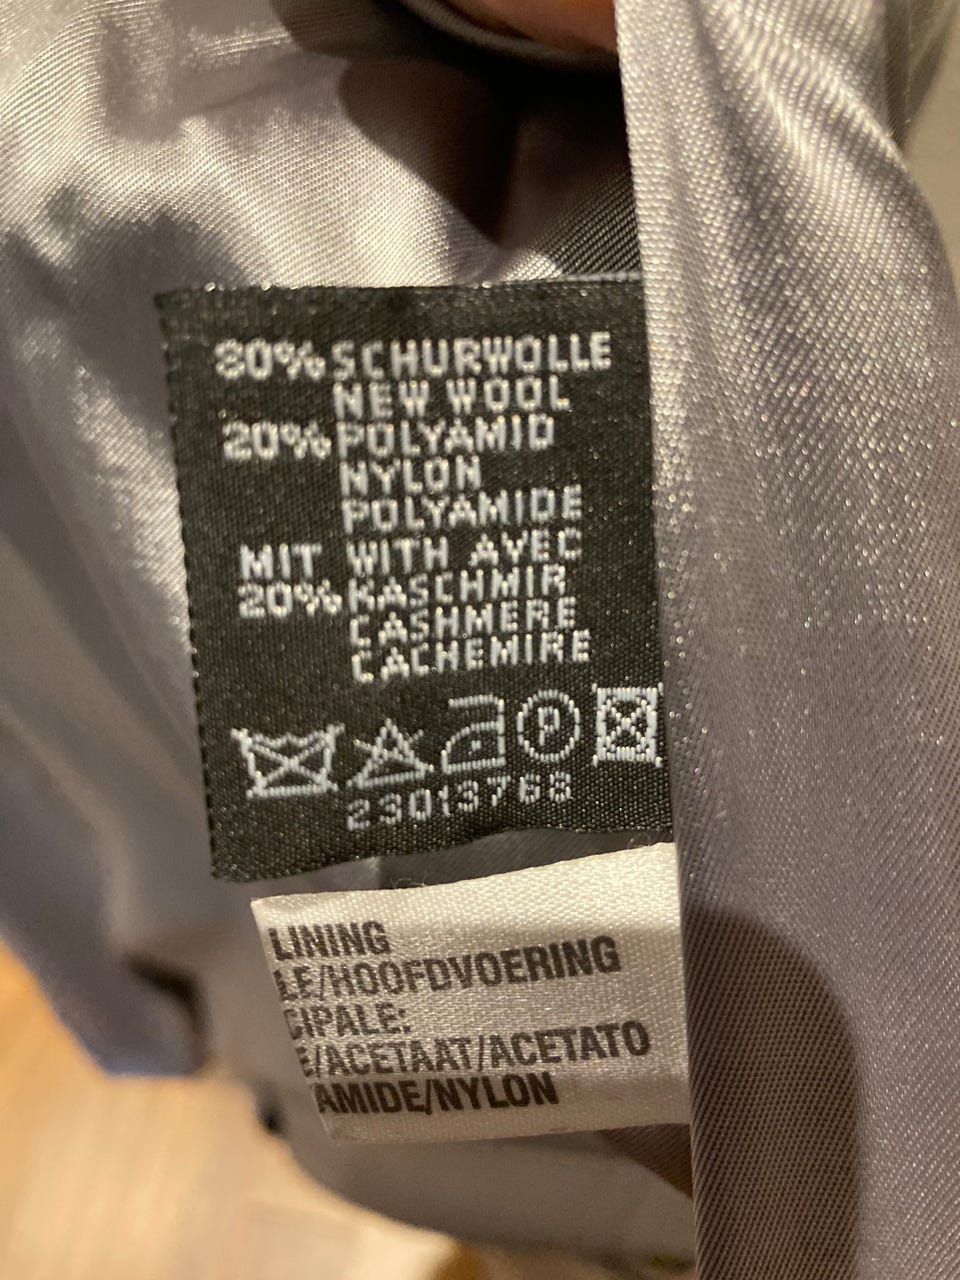 80% SCHURWOLLE
NEW WOOL
20% POLYAMID
NYLON
POLYAMIDE
MIT WITH AVEC
20% KASCHMIR
CASHMERE
CACHEMIRE
P
23013768
LINING
LE/HOOFDVOERING
CIPALE:
E/ACETAAT/ACETATO
AMIDE/NYLON